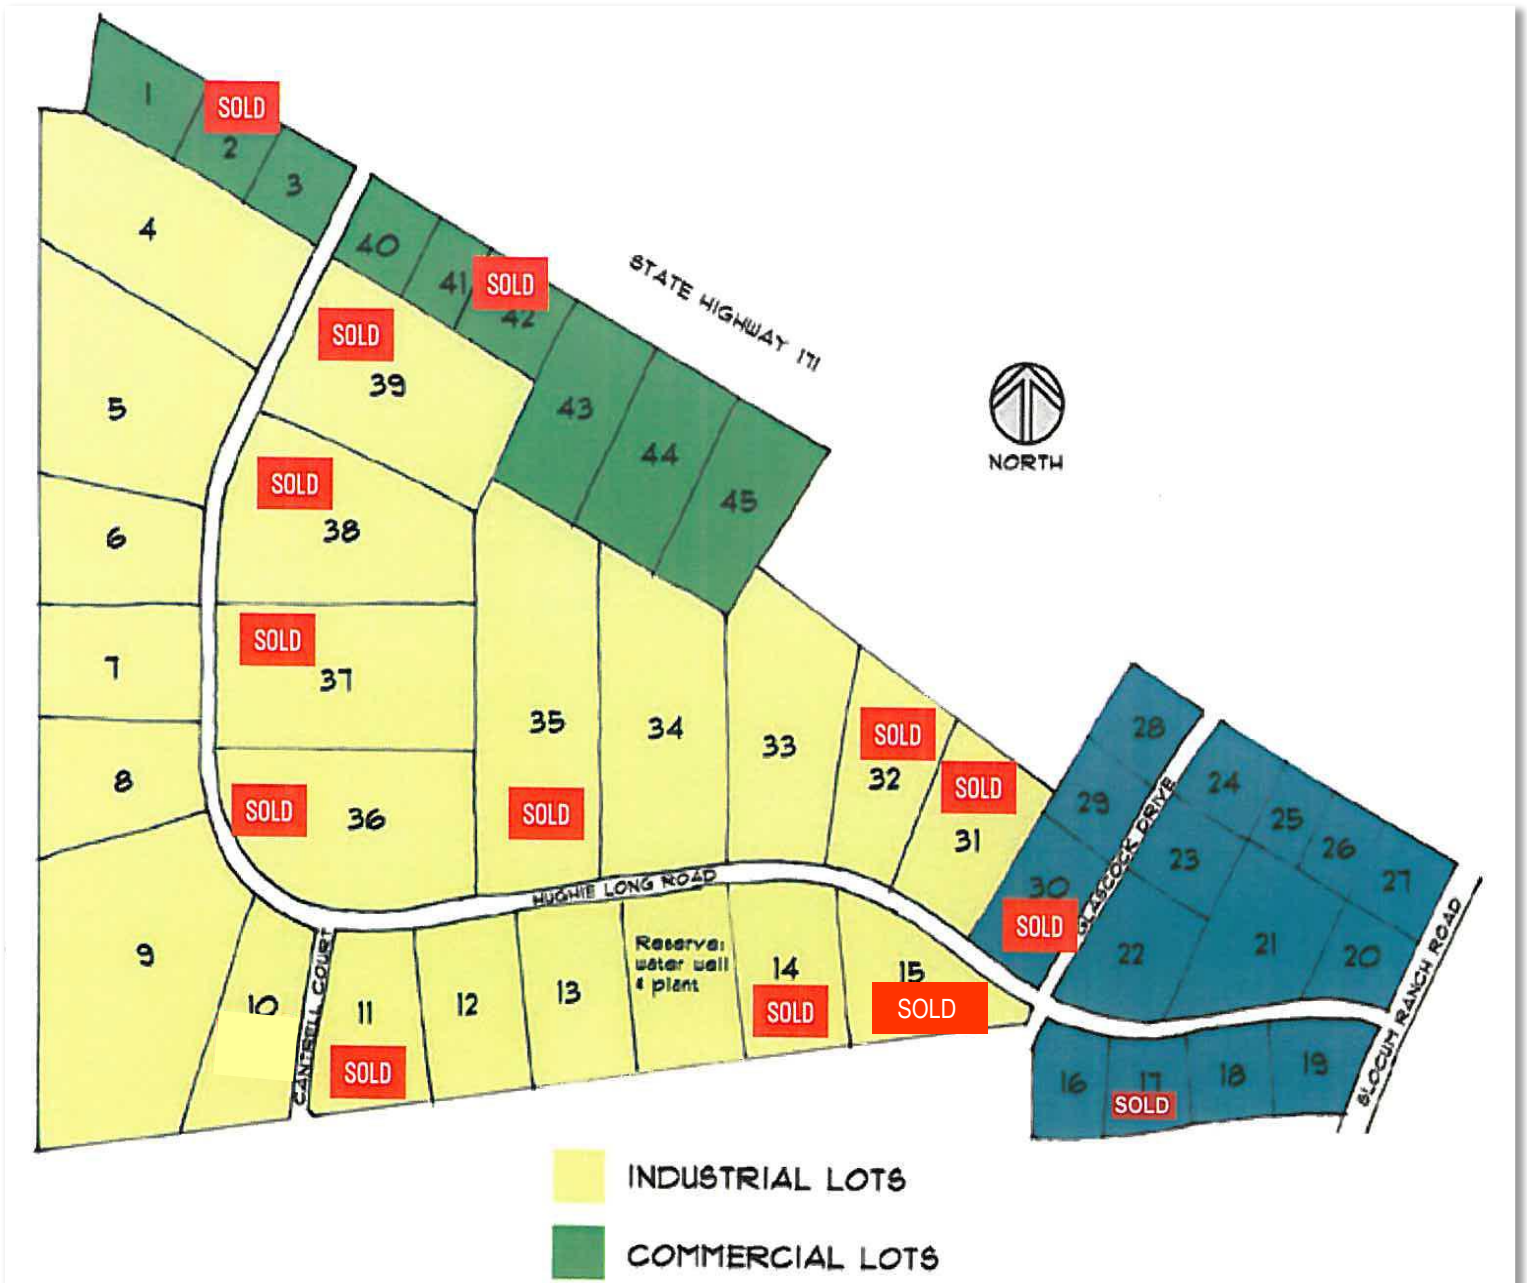 1
SOLD
2
3
4
40
41
SOLD
42
STATE HIGHWAY 171
SOLD
39
5
43
44
45
NORTH
SOLD
38
6
SOLD
37
7
35
34
33
SOLD
32
SOLD
31
28
29
24
25
26
27
23
GLASCOCK DRIVE
8
SOLD
36
SOLD
30
SOLD
HUGHIE LONG ROAD
22
21
20
SLOCUM RANCH ROAD
9
10
CANTRELL COURT
11
SOLD
12
13
Reserve:
water well
& plant
14
SOLD
15
SOLD
16
17
SOLD
18
19
INDUSTRIAL LOTS
COMMERCIAL LOTS